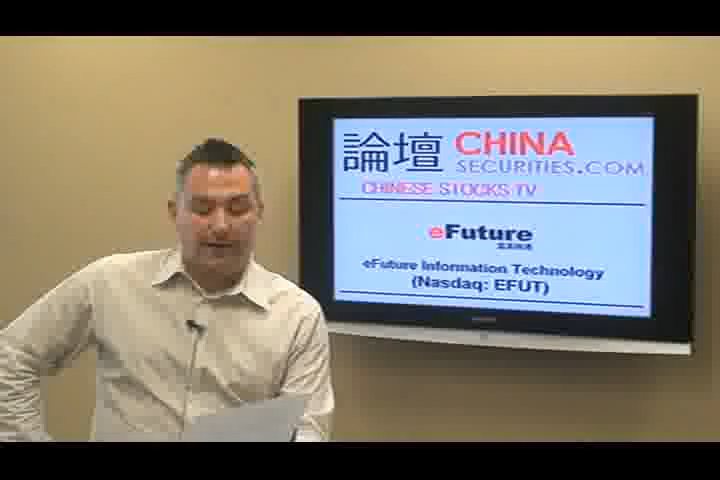 論壇 CHINA
SECURITIES.COM
CHINESE STOCKS TV
eFuture
eFuture Information Technology
(Nasdaq: EFUT)